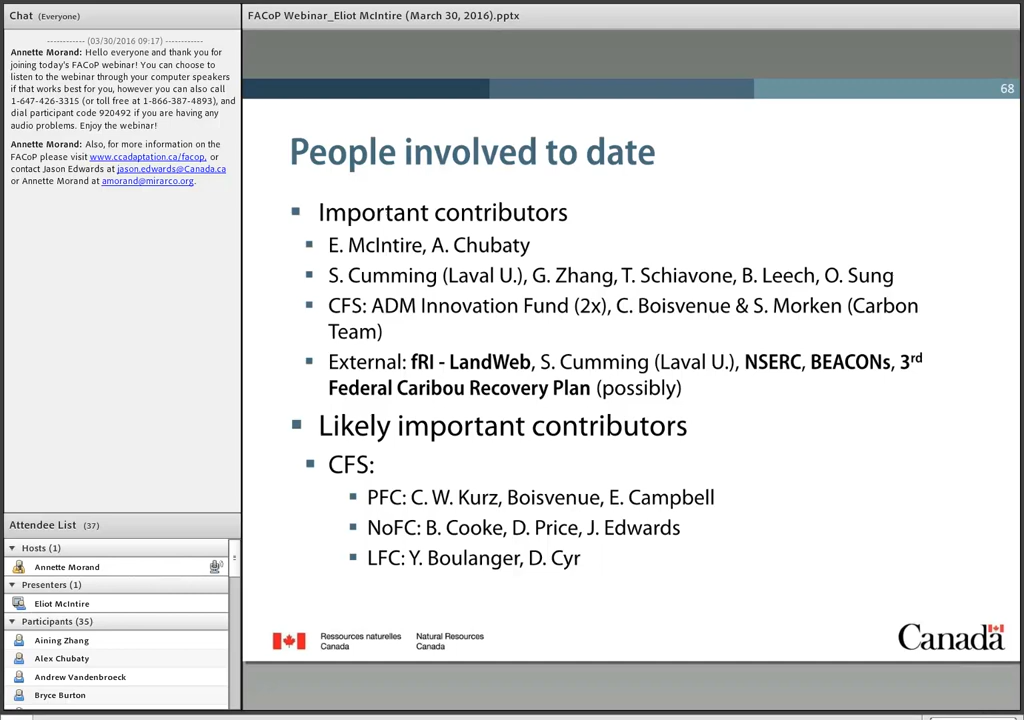 Chat (Everyone)
------------ (03/30/2016 09:17) ------------
Annette Morand: Hello everyone and thank you for
joining today's FACoP webinar! You can choose to
listen to the webinar through your computer speakers
if that works best for you, however you can also call
1-647-426-3315 (or toll free at 1-866-387-4893), and
dial participant code 920492 if you are having any
audio problems. Enjoy the webinar!
Annette Morand: Also, for more information on the
FACoP please visit www.ccadaptation.ca/facop, or
contact Jason Edwards at jason.edwards@Canada.ca
or Annette Morand at amorand@mirarco.org.
Attendee List (37)
Hosts (1)
Annette Morand
Presenters (1)
Eliot McIntire
Participants (35)
Aining Zhang
Alex Chubaty
Andrew Vandenbroeck
Bryce Burton
FACoP Webinar_Eliot McIntire (March 30, 2016).pptx
68
People involved to date
Important contributors
E. McIntire, A. Chubaty
S. Cumming (Laval U.), G. Zhang, T. Schiavone, B. Leech, O. Sung
CFS: ADM Innovation Fund (2x), C. Boisvenue & S. Morken (Carbon
Team)
External: fRI - LandWeb, S. Cumming (Laval U.), NSERC, BEACONs, 3rd
Federal Caribou Recovery Plan (possibly)
Likely important contributors
CFS:
PFC: C. W. Kurz, Boisvenue, E. Campbell
NoFC: B. Cooke, D. Price, J. Edwards
LFC: Y. Boulanger, D. Cyr
Ressources naturelles
Canada
Natural Resources
Canada
Canada